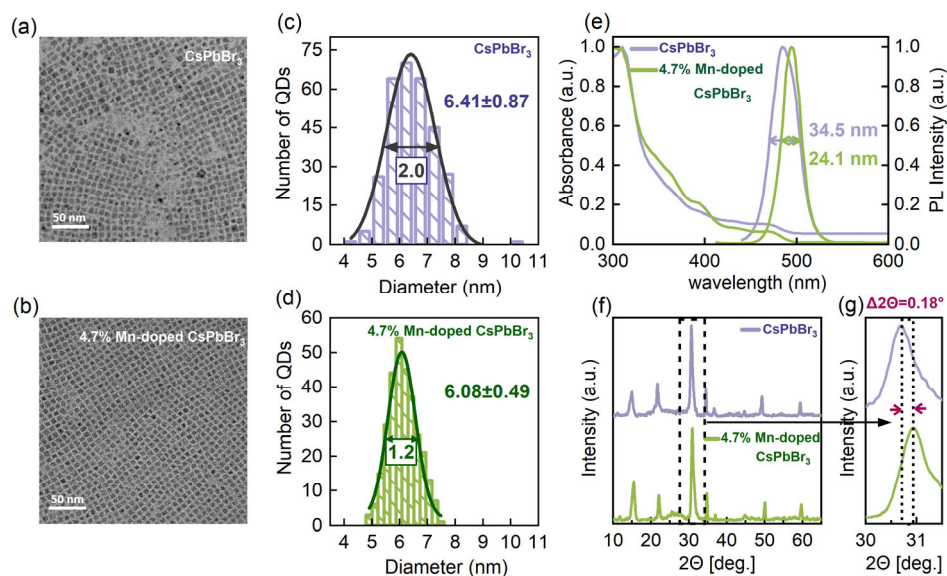 (a)
CsPbBr₃
50 nm
(b)
4.7% Mn-doped CsPbBr₃
50 nm
(c)
CsPbBr₃
6.41±0.87
2.0
Number of QDs
75
60
45
30
15
0
4 5 6 7 8 9 10 11
Diameter (nm)
(d)
4.7% Mn-doped CsPbBr₃
6.08±0.49
1.2
Number of QDs
60
50
40
30
20
10
0
4 5 6 7 8 9 10 11
Diameter (nm)
(e)
CsPbBr₃
4.7% Mn-doped
CsPbBr₃
34.5 nm
24.1 nm
Absorbance (a.u.)
1.0
0.8
0.6
0.4
0.2
0.0
PL Intensity (a.u.)
1.0
0.8
0.6
0.4
0.2
0.0
300 400 500 600
wavelength (nm)
(f)
CsPbBr₃
4.7% Mn-doped
CsPbBr₃
Intensity (a.u.)
10 20 30 40 50 60
2Θ [deg.]
(g)
Δ2Θ=0.18°
Intensity (a.u.)
30 31
2Θ [deg.]